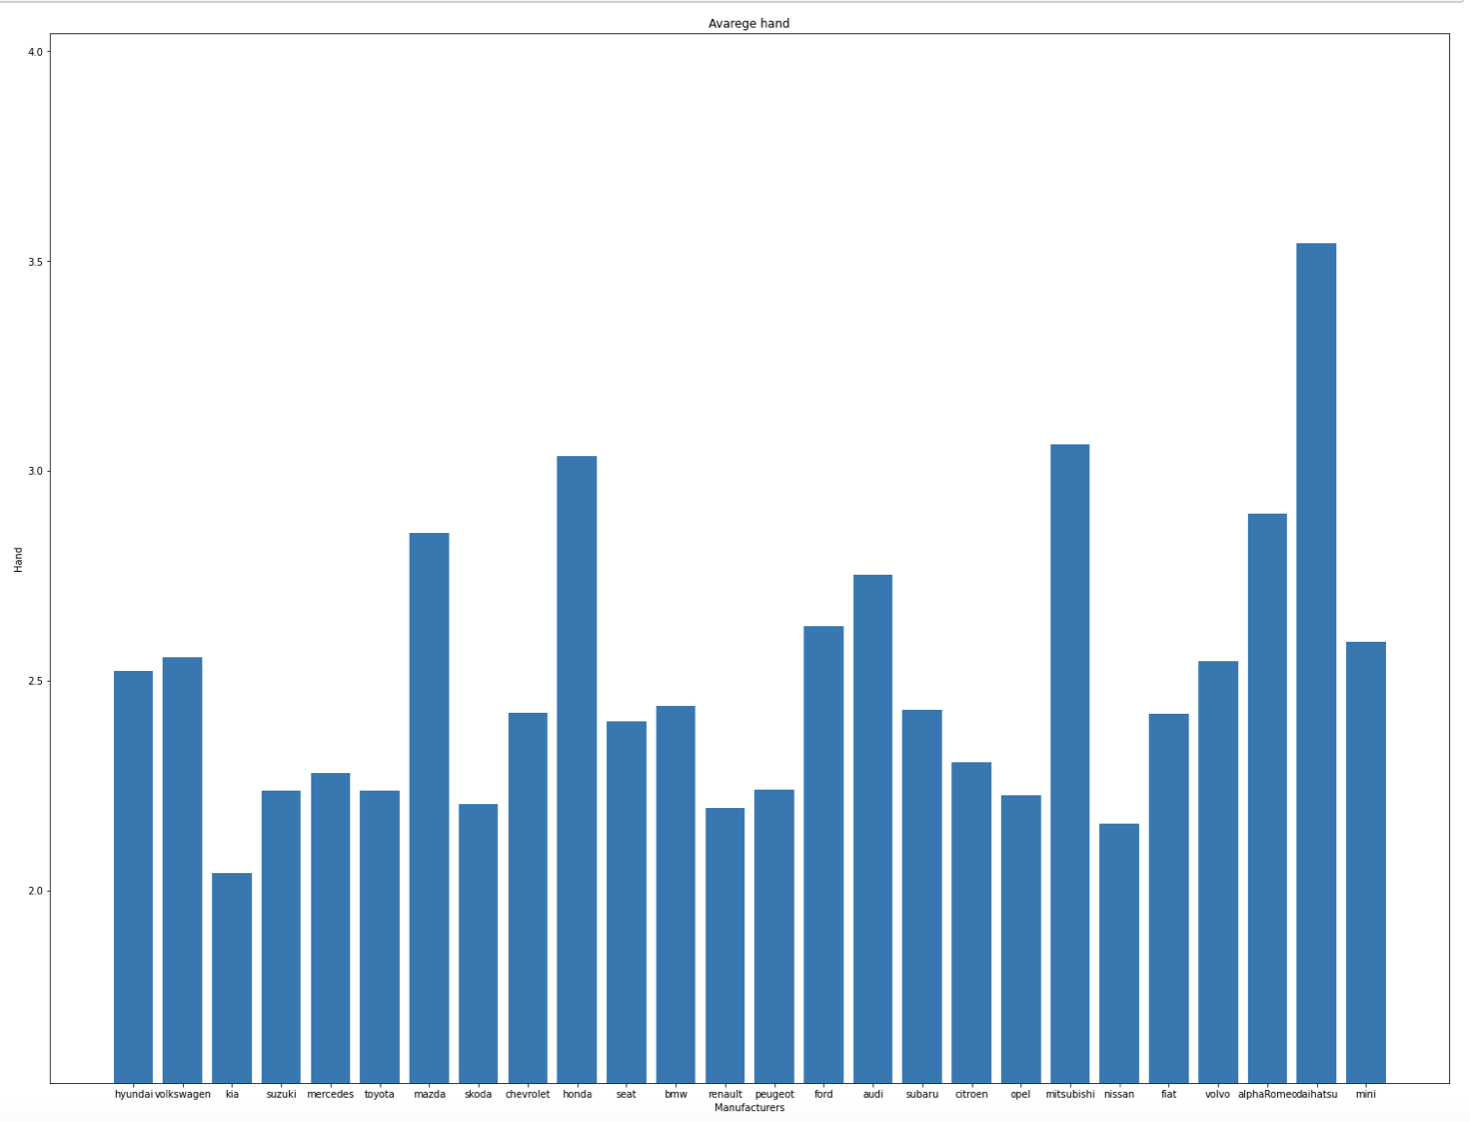 Avarege hand
4.0
3.5
3.0
2.5
2.0
Hand
hyundai volkswagen kia suzuki mercedes toyota mazda skoda chevrolet honda seat bmw renault peugeot ford audi subaru citroen opel mitsubishi nissan fiat volvo alphaRomeo daihatsu mini
Manufacturers